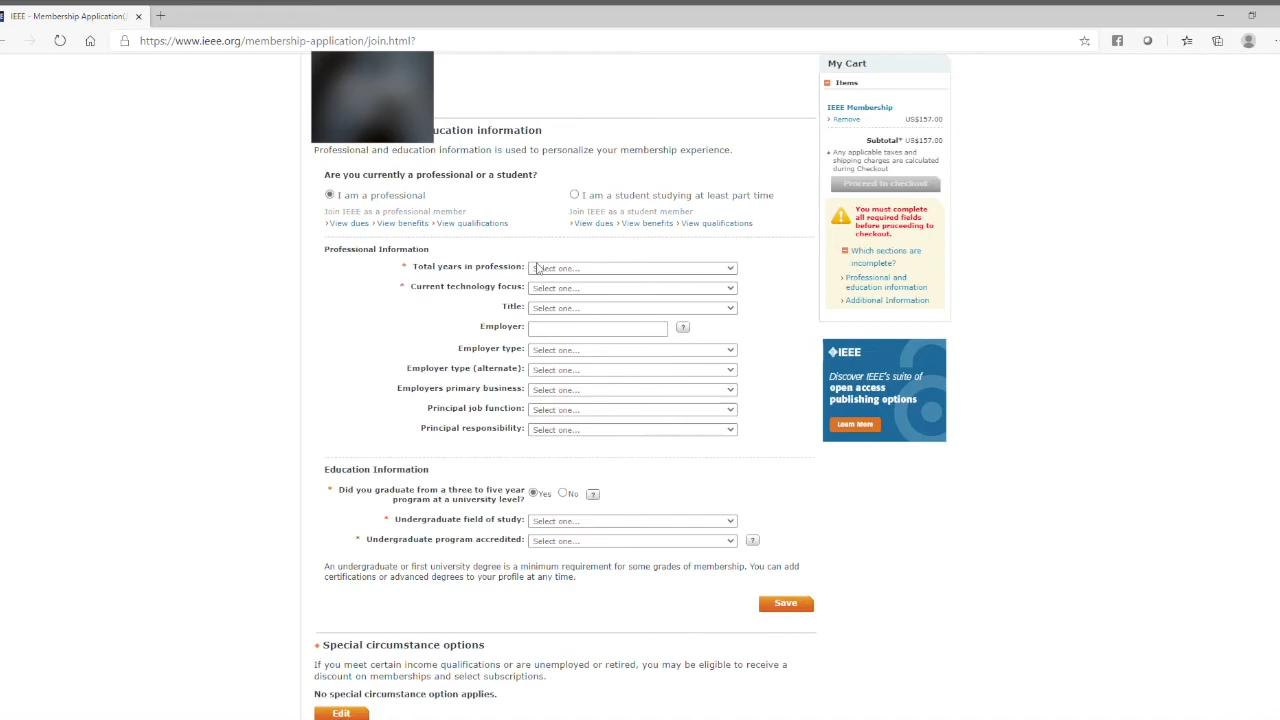 IEEE - Membership Application(J
https://www.ieee.org/membership-application/join.html?
ucation information
Professional and education information is used to personalize your membership experience.
Are you currently a professional or a student?
I am a professional
I am a student studying at least part time
Join IEEE as a professional member
Join IEEE as a student member
View dues View benefits View qualifications
View dues View benefits View qualifications
Professional Information
* Total years in profession: Select one...
* Current technology focus: Select one...
Title: Select one...
Employer: ?
Employer type: Select one...
Employer type (alternate): Select one...
Employers primary business: Select one...
Principal job function: Select one...
Principal responsibility: Select one...
Education Information
* Did you graduate from a three to five year
program at a university level? Yes No ?
* Undergraduate field of study: Select one...
* Undergraduate program accredited: Select one... ?
An undergraduate or first university degree is a minimum requirement for some grades of membership. You can add
certifications or advanced degrees to your profile at any time.
Save
Special circumstance options
If you meet certain income qualifications or are unemployed or retired, you may be eligible to receive a
discount on memberships and select subscriptions.
No special circumstance option applies.
Edit
My Cart
Items
IEEE Membership
Remove US$157.00
Subtotal* US$157.00
Any applicable taxes and
shipping charges are calculated
during Checkout
Proceed to checkout
You must complete
all required fields
before proceeding to
checkout.
Which sections are
incomplete?
Professional and
education information
Additional Information
IEEE
Discover IEEE's suite of
open access
publishing options
Learn More